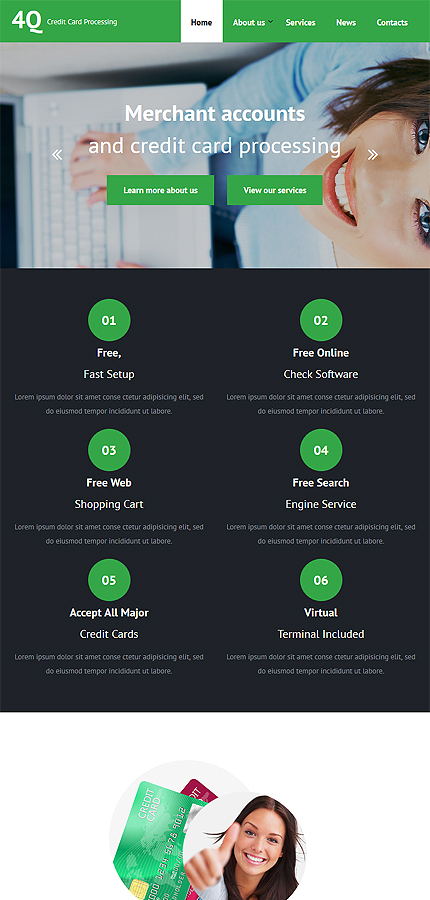 4Q Credit Card Processing
Home About us Services News Contacts
Merchant accounts
and credit card processing
Learn more about us View our services
01
Free,
Fast Setup
Lorem ipsum dolor sit amet conse ctetur adipisicing elit, sed
do eiusmod tempor incididunt ut labore.
02
Free Online
Check Software
Lorem ipsum dolor sit amet conse ctetur adipisicing elit, sed
do eiusmod tempor incididunt ut labore.
03
Free Web
Shopping Cart
Lorem ipsum dolor sit amet conse ctetur adipisicing elit, sed
do eiusmod tempor incididunt ut labore.
04
Free Search
Engine Service
Lorem ipsum dolor sit amet conse ctetur adipisicing elit, sed
do eiusmod tempor incididunt ut labore.
05
Accept All Major
Credit Cards
Lorem ipsum dolor sit amet conse ctetur adipisicing elit, sed
do eiusmod tempor incididunt ut labore.
06
Virtual
Terminal Included
Lorem ipsum dolor sit amet conse ctetur adipisicing elit, sed
do eiusmod tempor incididunt ut labore.
CREDIT
CARD